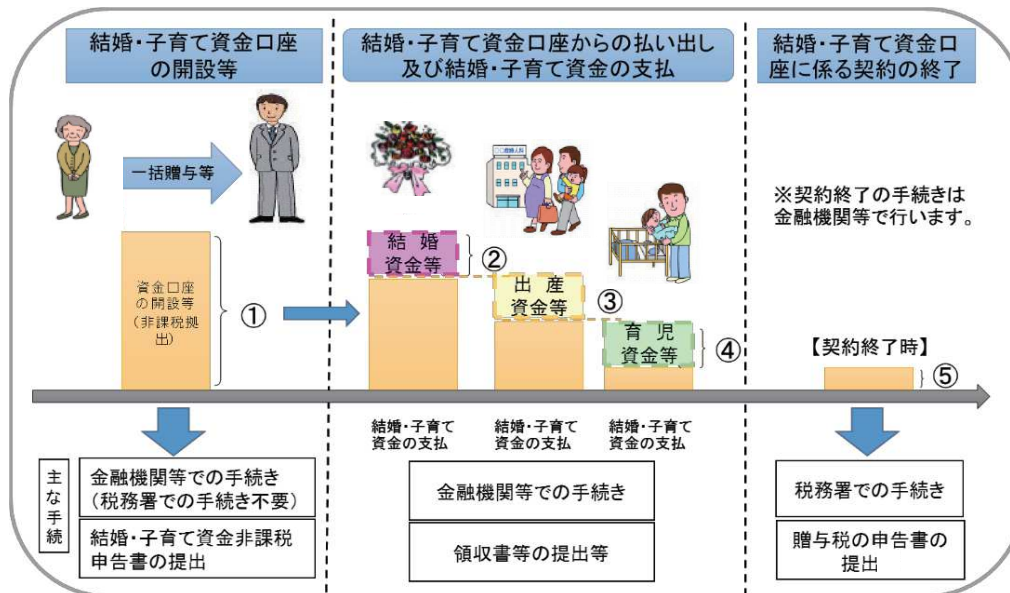 結婚・子育て資金口座
の開設等
結婚・子育て資金口座からの払い出し
及び結婚・子育て資金の支払
結婚・子育て資金口
座に係る契約の終了
一括贈与等
※契約終了の手続きは
金融機関等で行います。
資金口座
の開設等
（非課税拠
出）
①
結 婚
資金等
②
出 産
資金等
③
育 児
資金等
④
【契約終了時】
⑤
結婚・子育て
資金の支払
結婚・子育て
資金の支払
結婚・子育て
資金の支払
主な手続
金融機関等での手続き
（税務署での手続き不要）
結婚・子育て資金非課税
申告書の提出
金融機関等での手続き
領収書等の提出等
税務署での手続き
贈与税の申告書の
提出